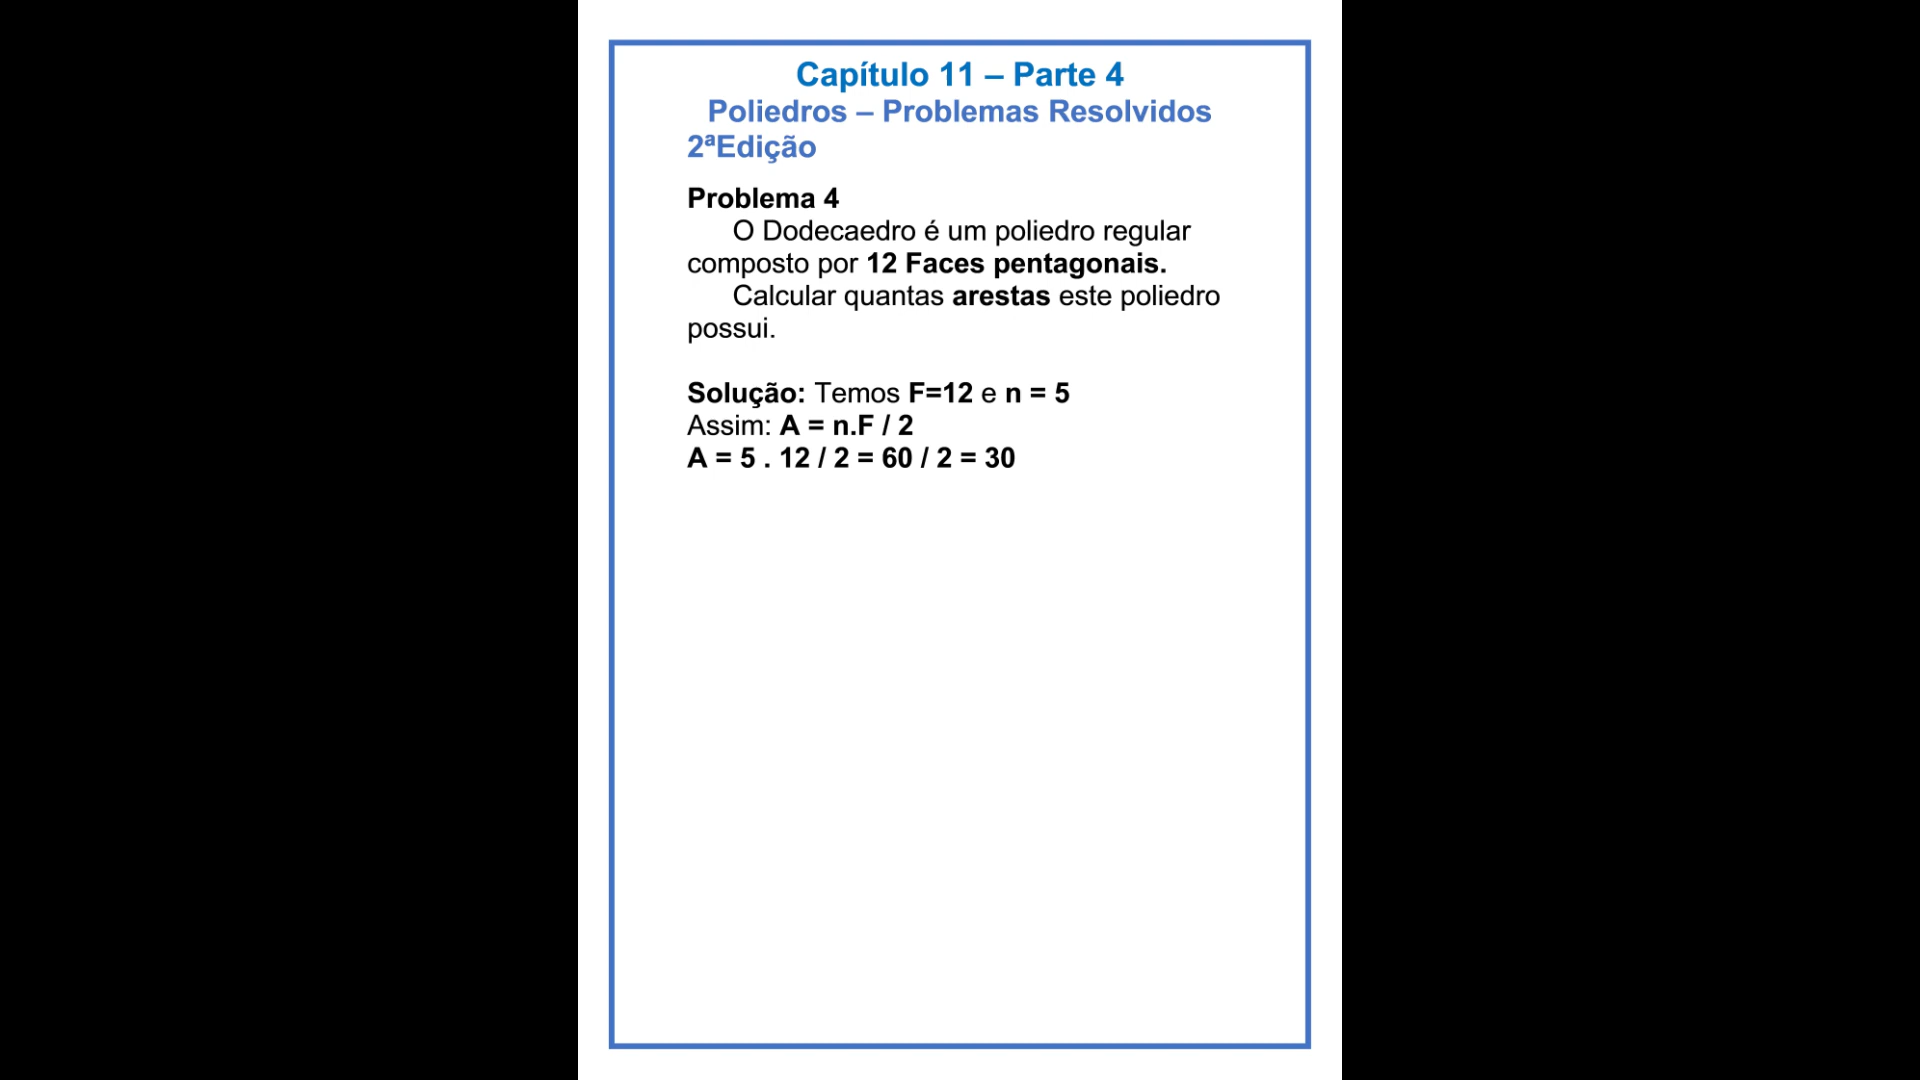 Capítulo 11 – Parte 4
Poliedros – Problemas Resolvidos
2ªEdição
Problema 4
O Dodecaedro é um poliedro regular
composto por 12 Faces pentagonais.
Calcular quantas arestas este poliedro
possui.
Solução: Temos F=12 e n = 5
Assim: A = n.F / 2
A = 5 . 12 / 2 = 60 / 2 = 30